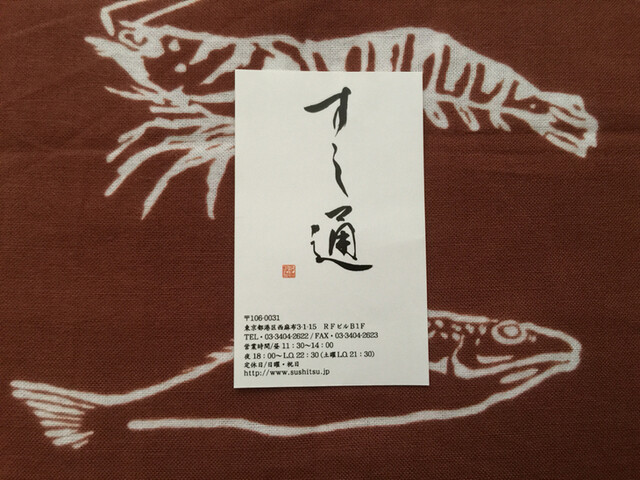 すし通
〒106-0031
東京都港区西麻布3-1-15 RFビルB1F
TEL・03-3404-2622 / FAX・03-3404-2623
営業時間/昼 11：30〜14：00
夜 18：00〜L.O. 22：30 (土曜 L.O. 21：30)
定休日/日曜・祝日
http://www.sushitsu.jp